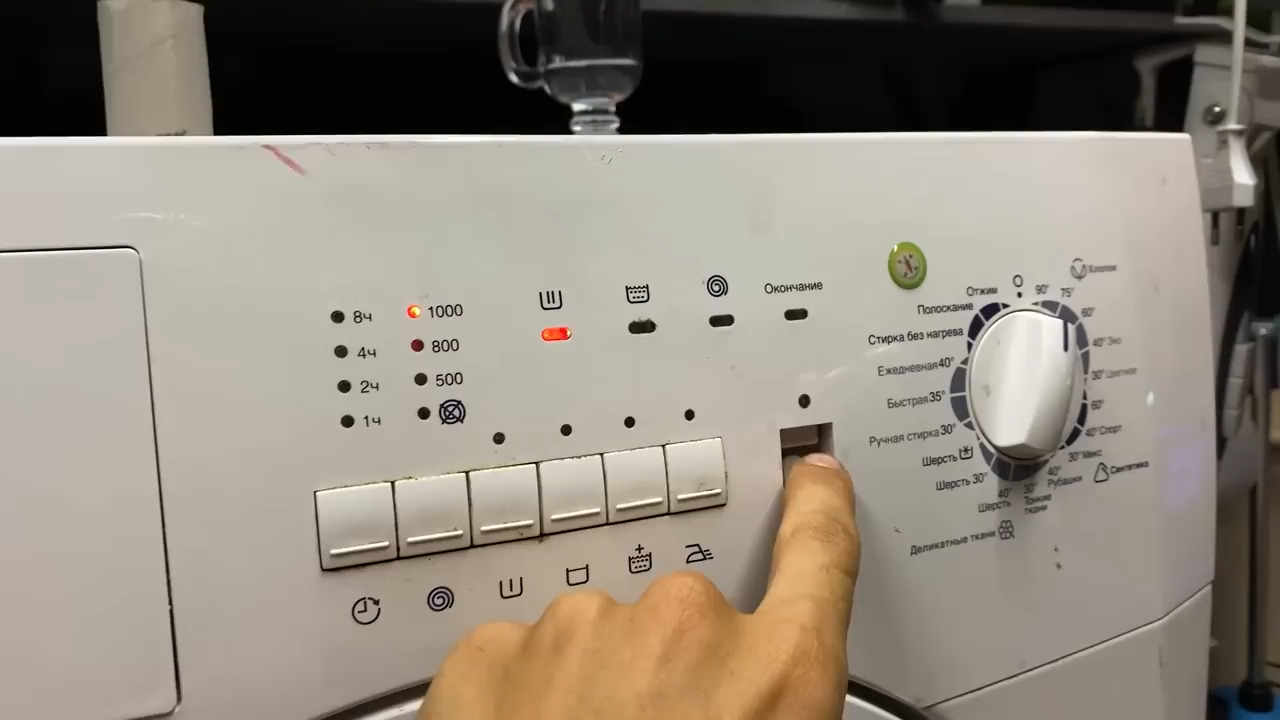 8ч
4ч
2ч
1ч
1000
800
500
Окончание
Отжим
Полоскание
Стирка без нагрева
Ежедневная 40°
Быстрая 35°
Ручная стирка 30°
Шерсть
Шерсть 30°
40° Шерсть
Деликатные ткани
Хлопок
90°
75°
60°
40° Эко
30° Цветное
60°
40° Спорт
30° Микс
40° Рубашки
30° Тонкие ткани
Синтетика